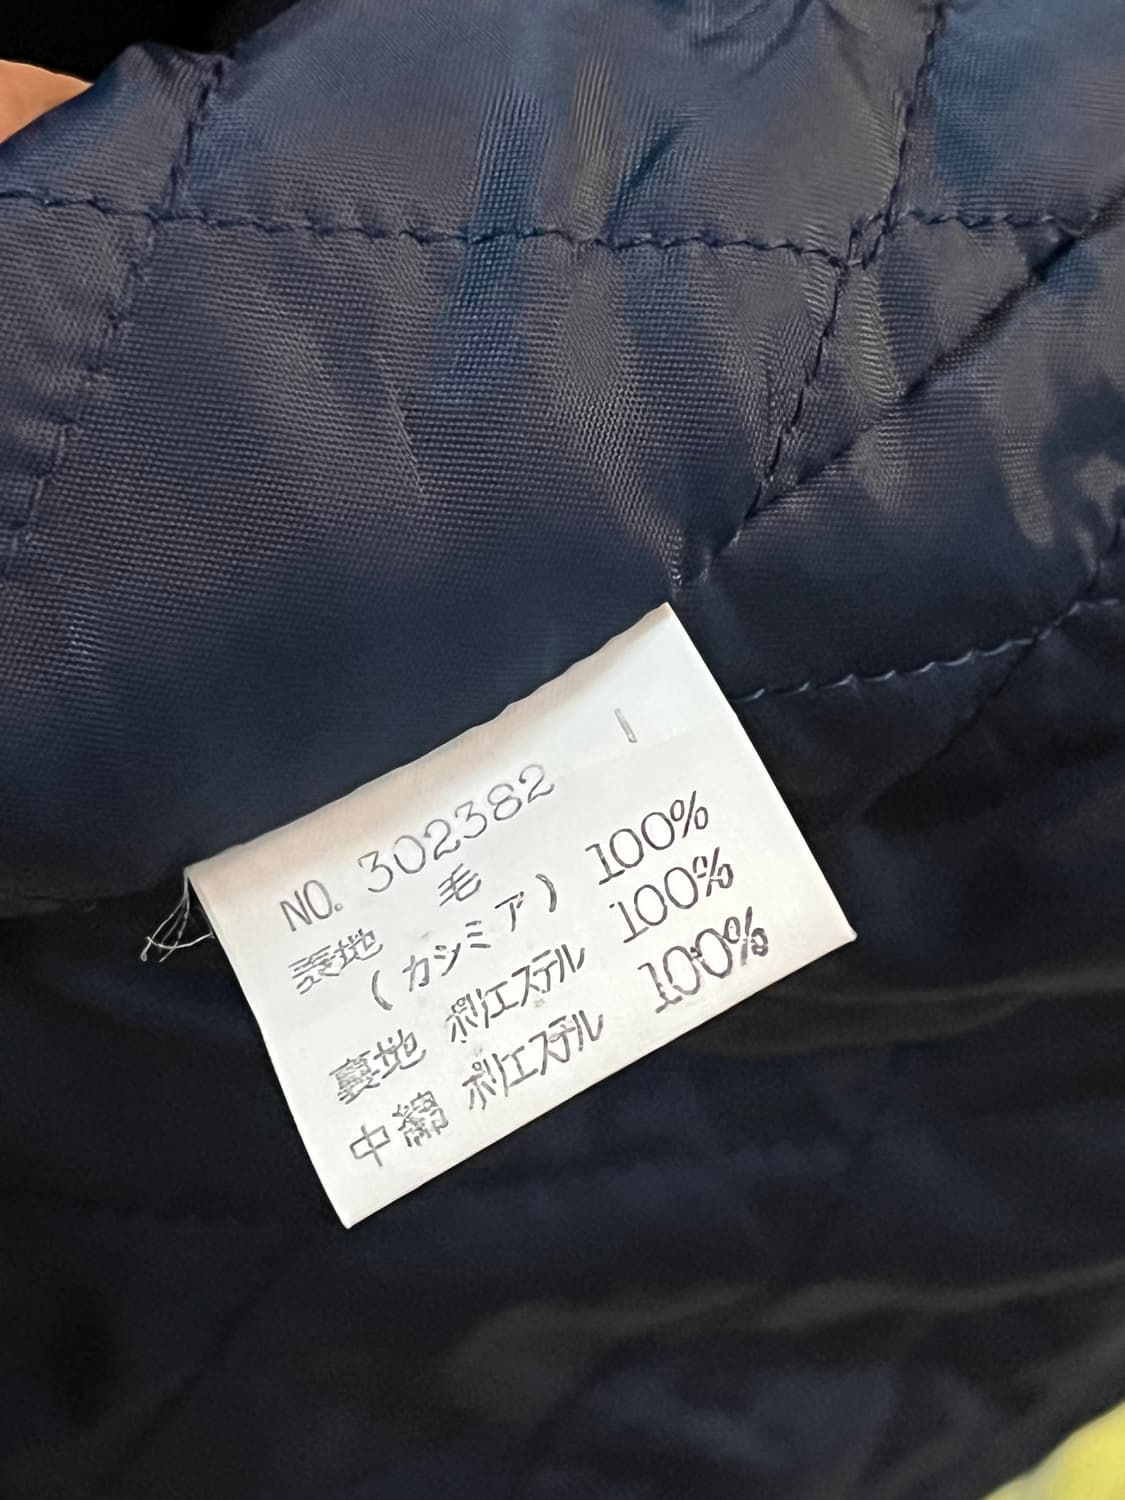 NO. 302382 1
表地 毛 100%
(カシミア)
裏地 ポリエステル 100%
中綿 ポリエステル 100%